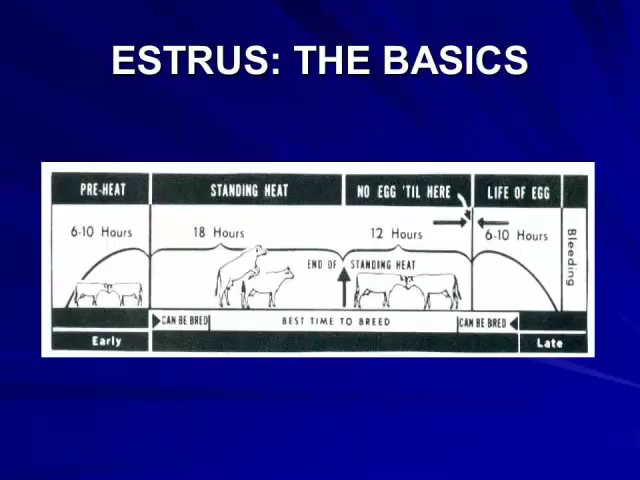 ESTRUS: THE BASICS
PRE-HEAT STANDING HEAT NO EGG 'TIL HERE LIFE OF EGG
6-10 Hours 18 Hours 12 Hours 6-10 Hours
Bleeding
END OF STANDING HEAT
CAN BE BRED BEST TIME TO BREED CAN BE BRED
Early Late